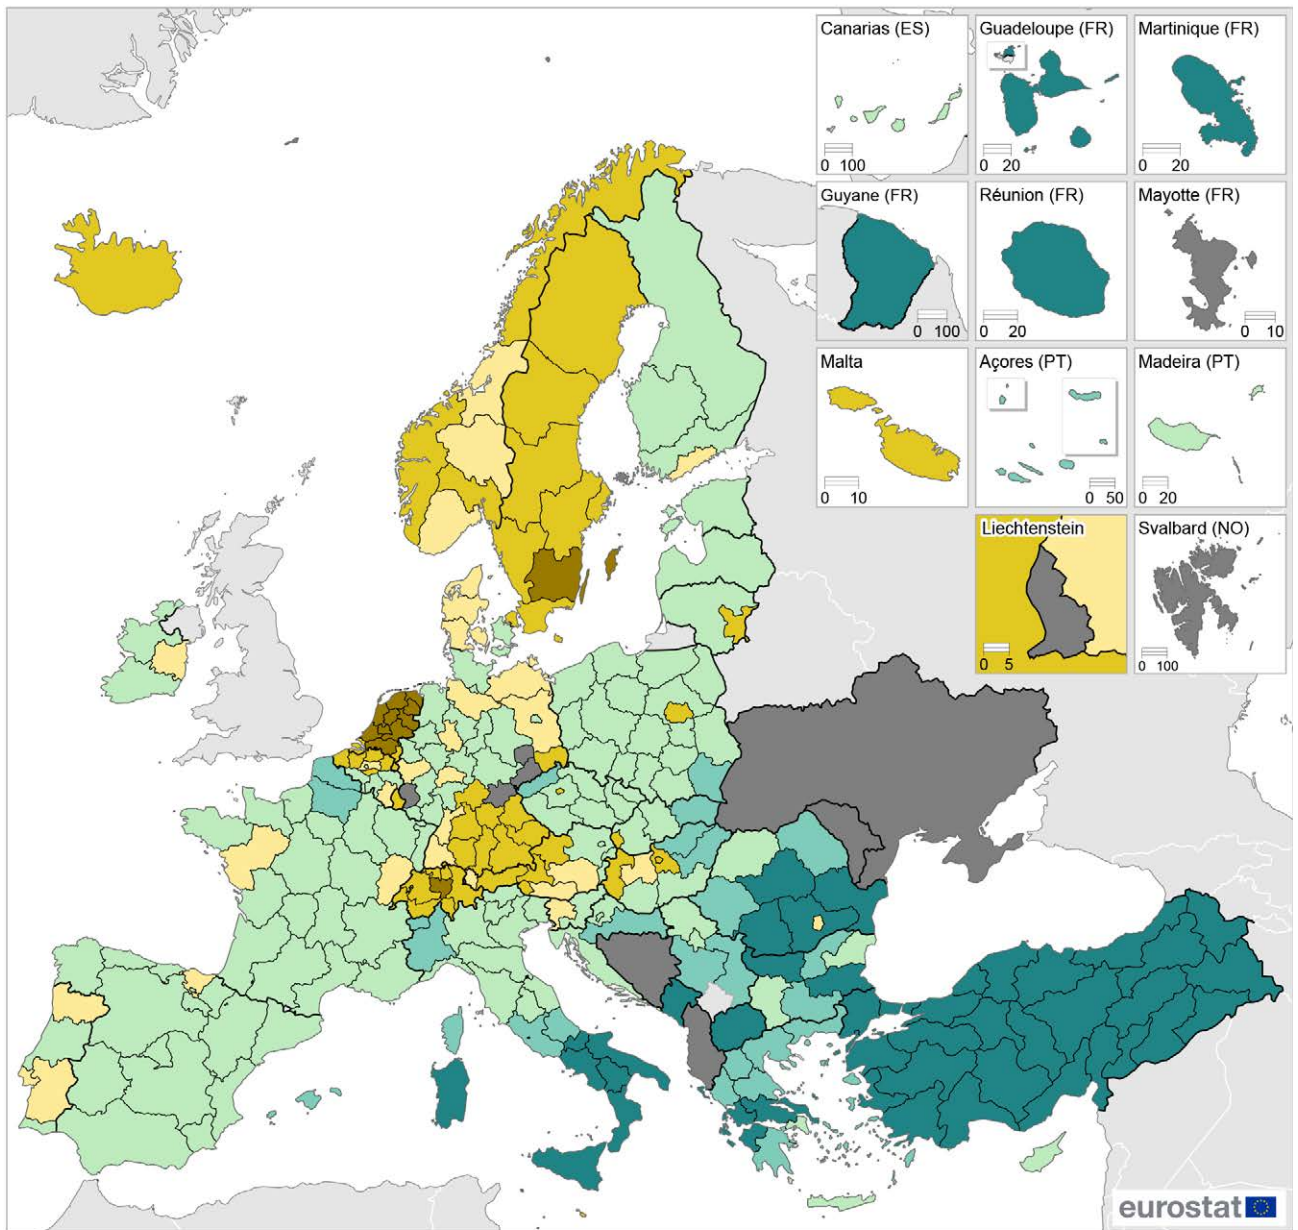 Canarias (ES)
0 100
Guadeloupe (FR)
0 20
Martinique (FR)
0 20
Guyane (FR)
0 100
Réunion (FR)
0 20
Mayotte (FR)
0 10
Malta
0 10
Açores (PT)
0 50
Madeira (PT)
0 20
Liechtenstein
0 5
Svalbard (NO)
0 100
eurostat